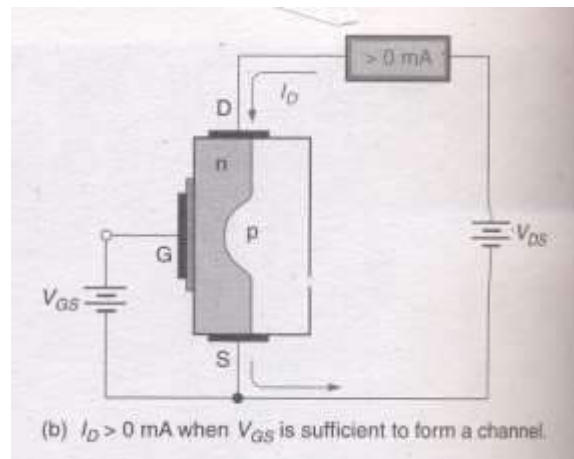 > 0 mA
I_D
D
n
p
G
V_DS
V_GS
S
(b) I_D > 0 mA when V_GS is sufficient to form a channel.